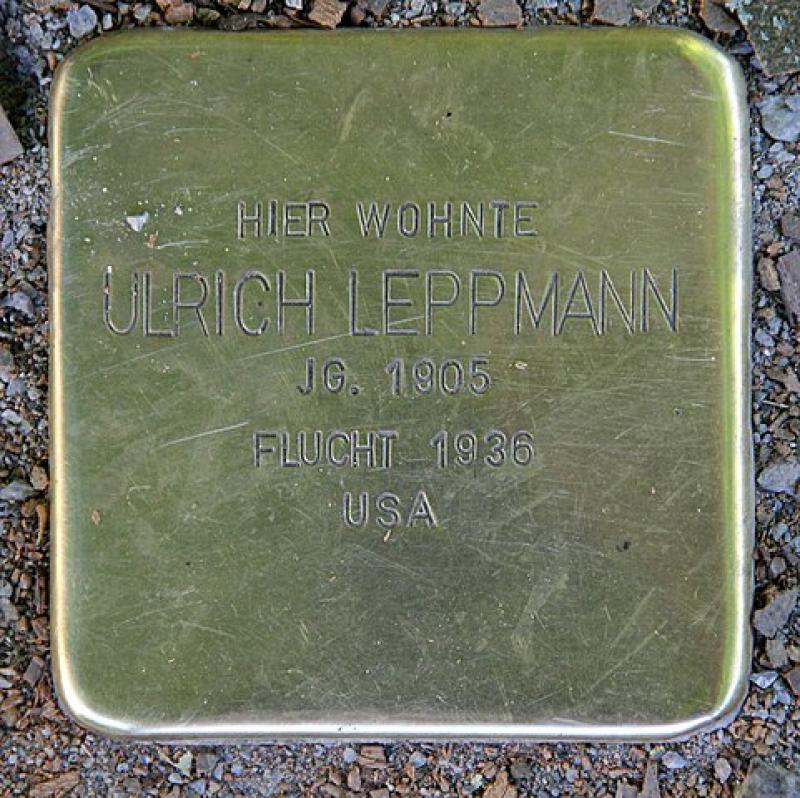 HIER WOHNTE
ULRICH LEPPMANN
JG. 1905
FLUCHT 1936
USA